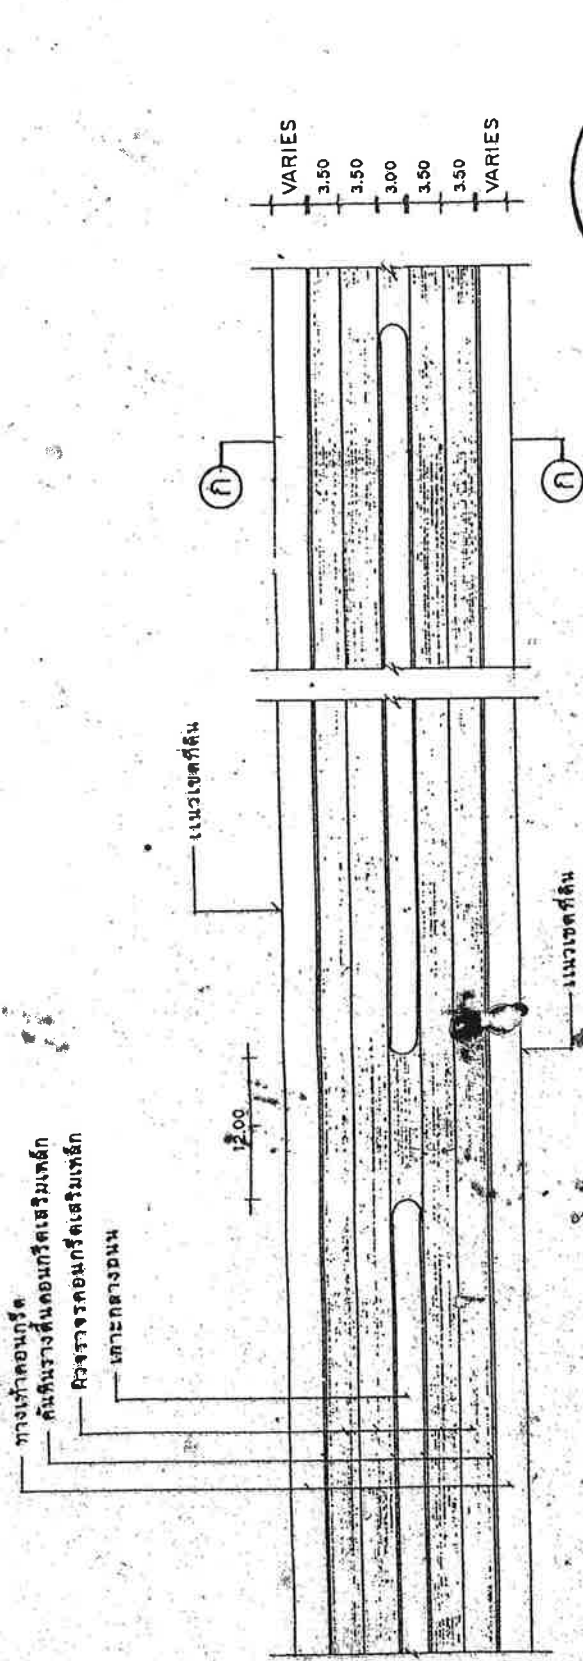 ทางเท้าคอนกรีต
คันหินรางตื้นคอนกรีตเสริมเหล็ก
ผิวจราจรคอนกรีตเสริมเหล็ก
เกาะกลางถนน
12.00
แนวเขตที่ดิน
แนวเขตที่ดิน
ก
ก
VARIES
3.50
3.50
3.00
3.50
3.50
VARIES